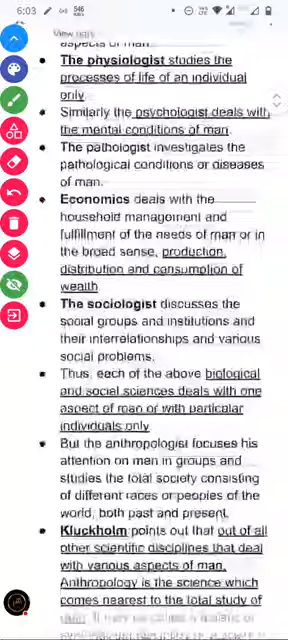 6:03
546
View only
aspects of man.
• The physiologist studies the
processes of life of an individual
only
• Similarly the psychologist deals with
the mental conditions of man.
• The pathologist investigates the
pathological conditions or diseases
of man.
• Economics deals with the
household management and
fulfillment of the needs of man or in
the broad sense, production,
distribution and consumption of
wealth
• The sociologist discusses the
social groups and institutions and
their interrelationships and various
social problems.
• Thus, each of the above biological
and social sciences deals with one
aspect of man or with particular
individuals only
• But the anthropologist focuses his
attention on man in groups and
studies the total society consisting
of different races or peoples of the
world, both past and present.
• Kluckholm points out that out of all
other scientific disciplines that deal
with various aspects of man,
Anthropology is the science which
comes nearest to the total study of